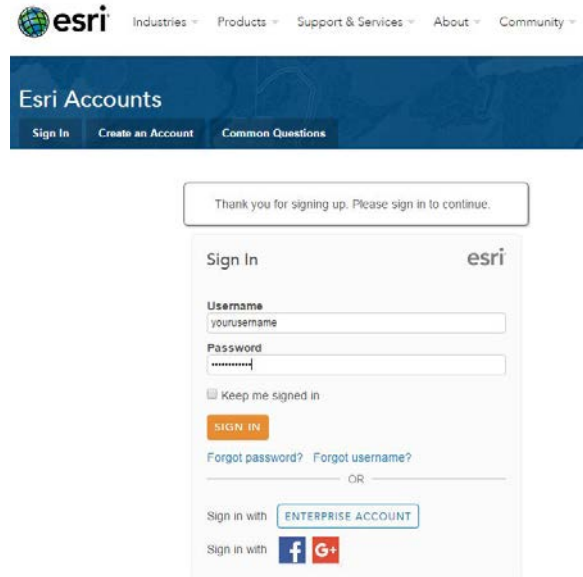 esri Industries Products Support & Services About Community
Esri Accounts
Sign In Create an Account Common Questions
Thank you for signing up. Please sign in to continue.
Sign In esri
Username
yourusername
Password
••••••••••••
Keep me signed in
SIGN IN
Forgot password? Forgot username?
OR
Sign in with ENTERPRISE ACCOUNT
Sign in with f G+